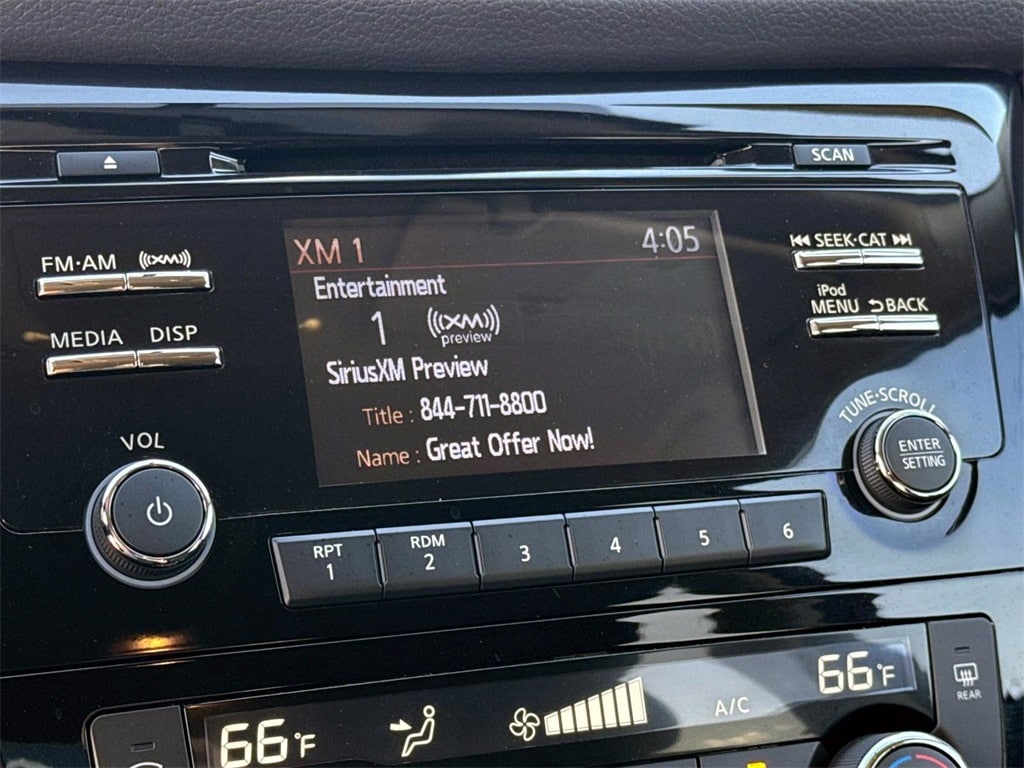 SCAN
FM·AM ((XM))
MEDIA DISP
VOL
XM 1 4:05
Entertainment
1 ((XM))
preview
SiriusXM Preview
Title : 844-711-8800
Name : Great Offer Now!
SEEK·CAT
iPod
MENU BACK
TUNE·SCROLL
ENTER
SETTING
RPT
1
RDM
2
3
4
5
6
66°F
A/C
66°F
REAR